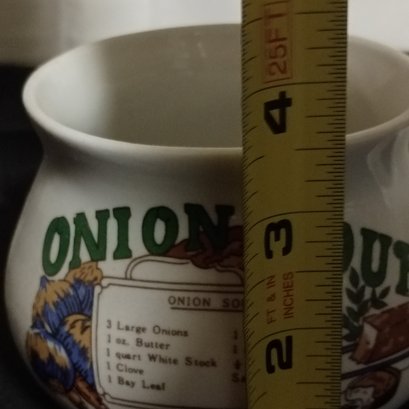 25FT
4
3
FT & IN
INCHES
2
ONION
ONION
3 Large Onions
1 oz. Butter
1 quart White Stock
1 Clove
1 Bay Leaf